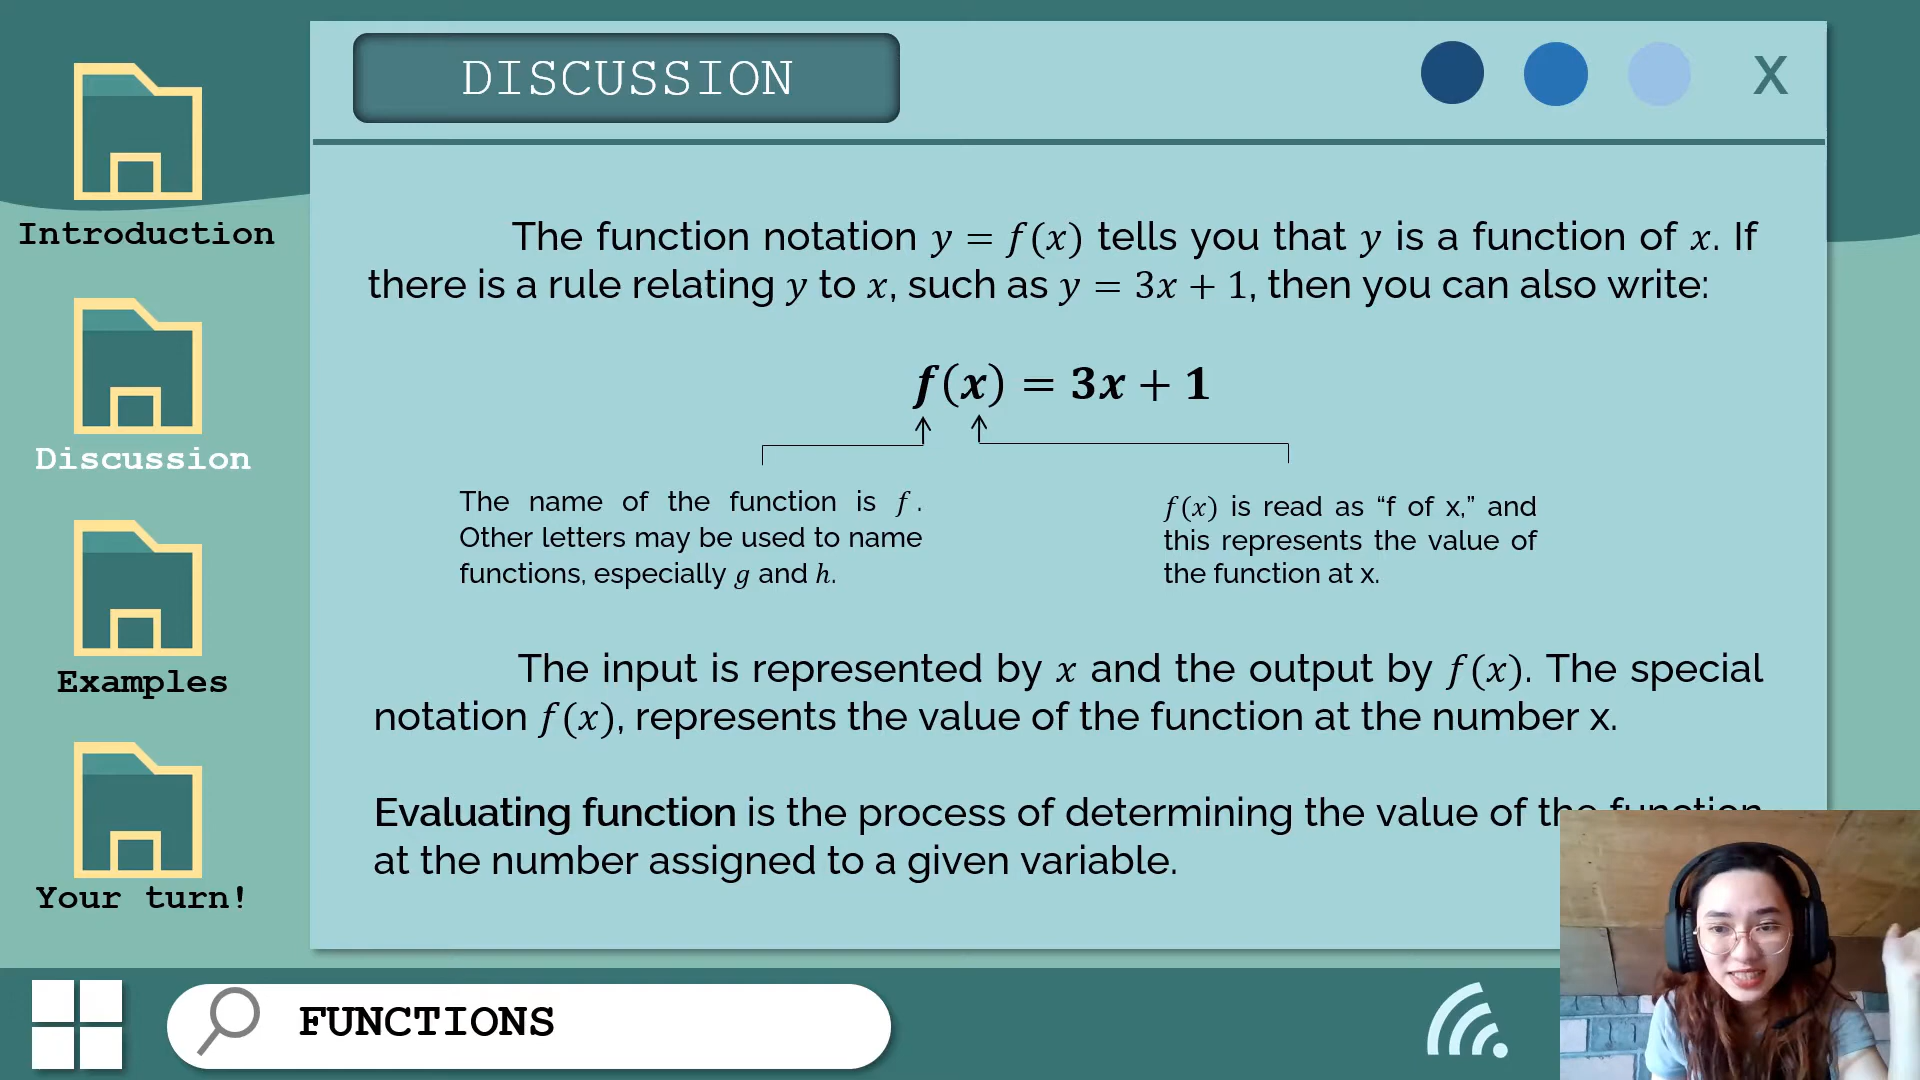 DISCUSSION
X
Introduction
Discussion
Examples
Your turn!
The function notation y = f(x) tells you that y is a function of x. If
there is a rule relating y to x, such as y = 3x + 1, then you can also write:
f(x) = 3x + 1
The name of the function is f.
Other letters may be used to name
functions, especially g and h.
f(x) is read as “f of x,” and
this represents the value of
the function at x.
The input is represented by x and the output by f(x). The special
notation f(x), represents the value of the function at the number x.
Evaluating function is the process of determining the value of the function
at the number assigned to a given variable.
FUNCTIONS